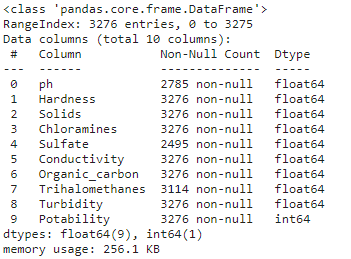 <class 'pandas.core.frame.DataFrame'>
RangeIndex: 3276 entries, 0 to 3275
Data columns (total 10 columns):
 #   Column           Non-Null Count  Dtype
---  ------           --------------  -----
 0   ph               2785 non-null   float64
 1   Hardness         3276 non-null   float64
 2   Solids           3276 non-null   float64
 3   Chloramines      3276 non-null   float64
 4   Sulfate          2495 non-null   float64
 5   Conductivity     3276 non-null   float64
 6   Organic_carbon   3276 non-null   float64
 7   Trihalomethanes  3114 non-null   float64
 8   Turbidity        3276 non-null   float64
 9   Potability       3276 non-null   int64
dtypes: float64(9), int64(1)
memory usage: 256.1 KB